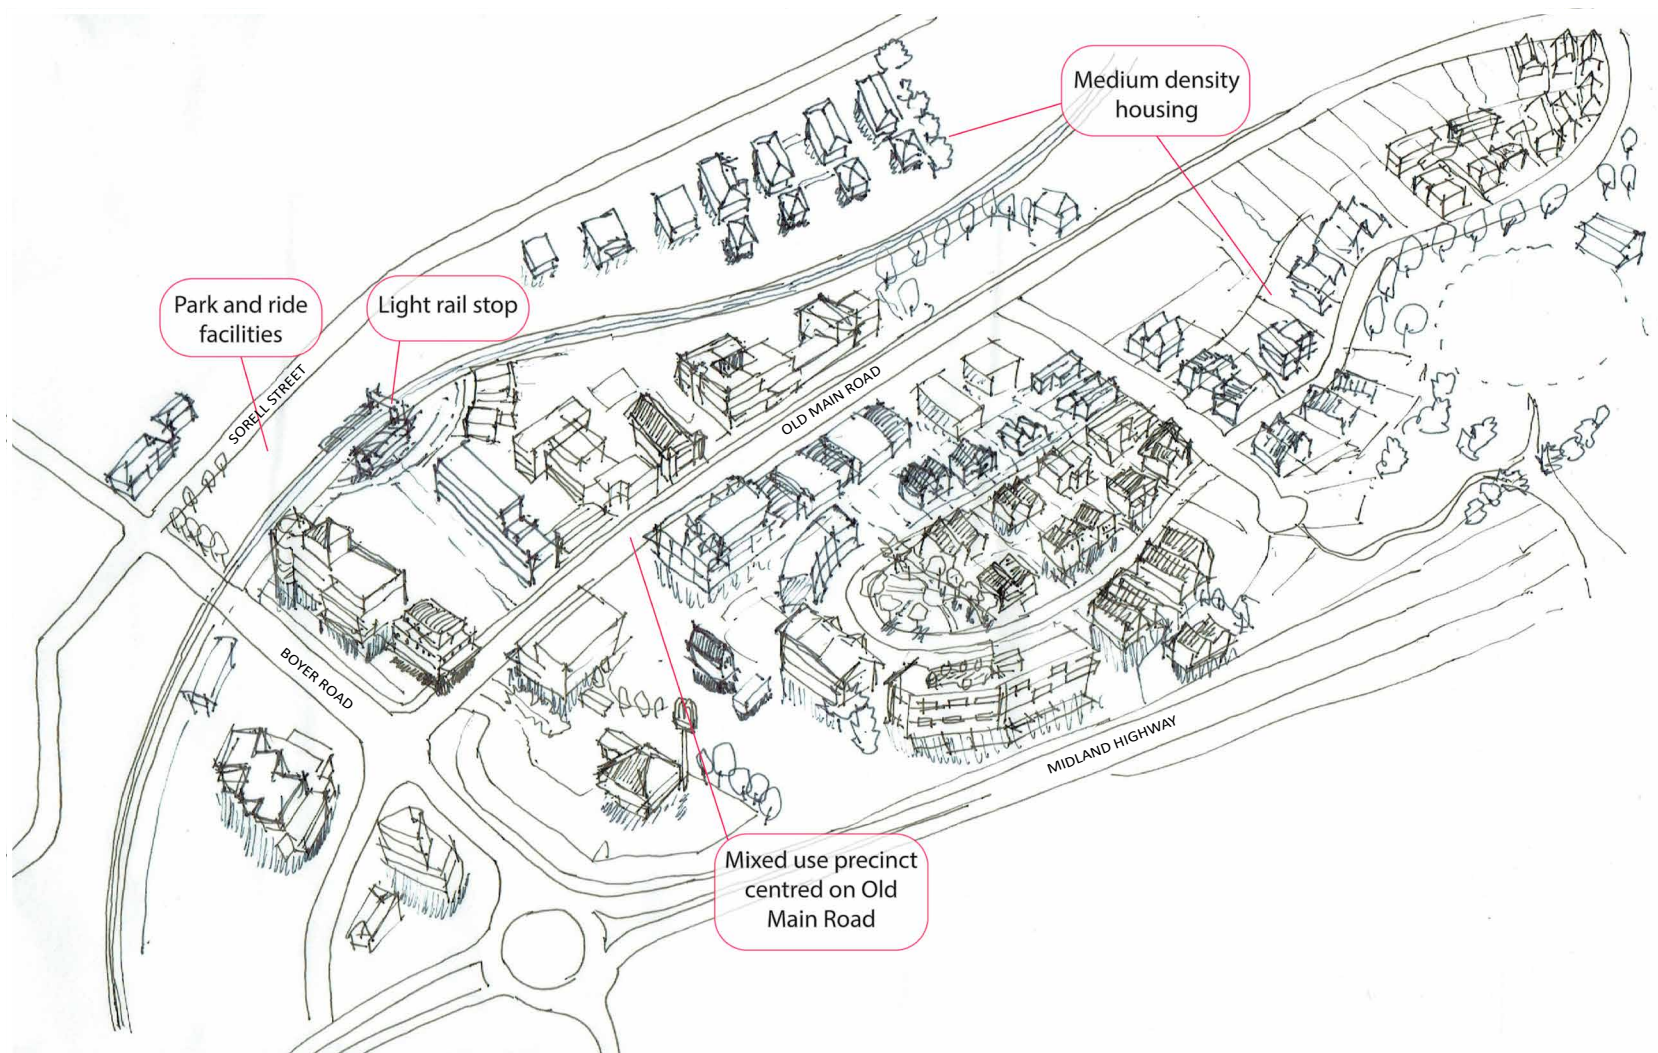 Medium density
housing
Park and ride
facilities
Light rail stop
SORELL STREET
OLD MAIN ROAD
BOYER ROAD
MIDLAND HIGHWAY
Mixed use precinct
centred on Old
Main Road